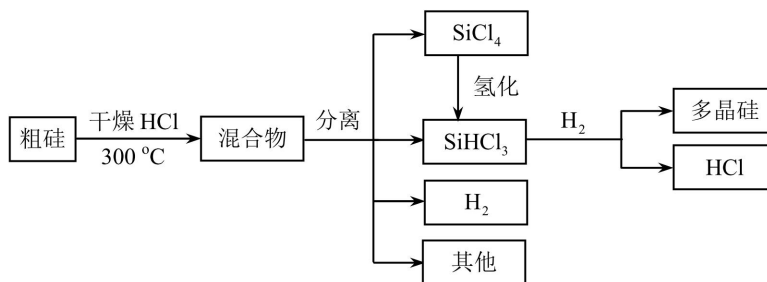 粗硅
干燥 HCl
300 °C
混合物
分离
SiCl₄
氢化
SiHCl₃
H₂
其他
H₂
多晶硅
HCl